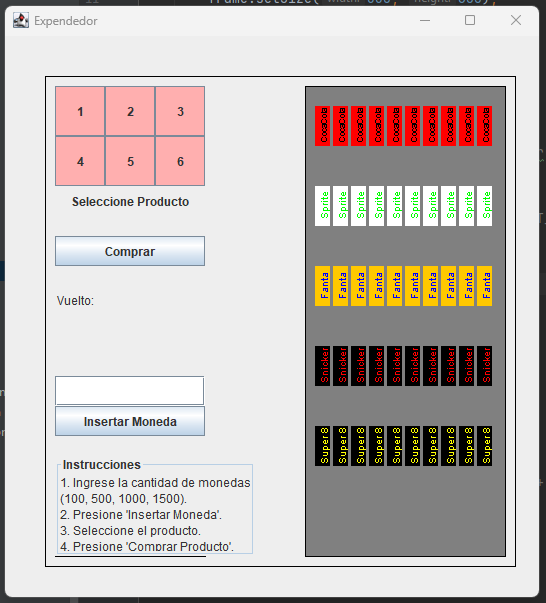 Expendedor
1 2 3
4 5 6
Seleccione Producto
Comprar
Vuelto:
Insertar Moneda
Instrucciones
1. Ingrese la cantidad de monedas
(100, 500, 1000, 1500).
2. Presione 'Insertar Moneda'.
3. Seleccione el producto.
4. Presione 'Comprar Producto'.
CocaCola CocaCola CocaCola CocaCola CocaCola CocaCola CocaCola CocaCola CocaCola CocaCola
Sprite Sprite Sprite Sprite Sprite Sprite Sprite Sprite Sprite Sprite
Fanta Fanta Fanta Fanta Fanta Fanta Fanta Fanta Fanta Fanta
Snicker Snicker Snicker Snicker Snicker Snicker Snicker Snicker Snicker Snicker
Super8 Super8 Super8 Super8 Super8 Super8 Super8 Super8 Super8 Super8